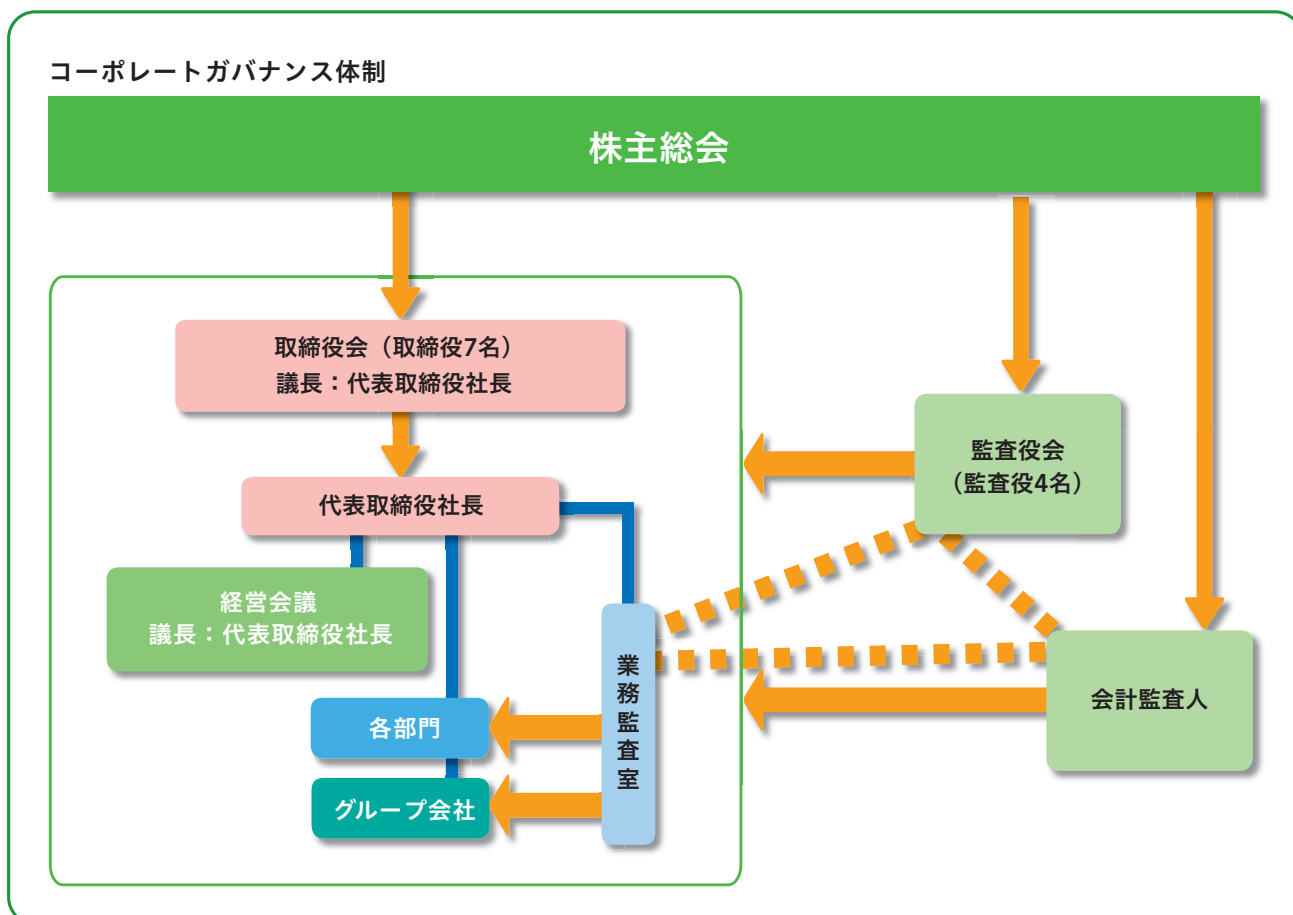 コーポレートガバナンス体制
株主総会
取締役会（取締役7名）
議長：代表取締役社長
監査役会
（監査役4名）
代表取締役社長
経営会議
議長：代表取締役社長
業務監査室
会計監査人
各部門
グループ会社